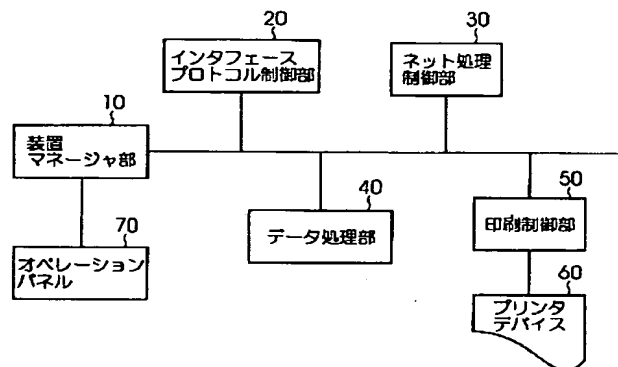 20
インタフェース
プロトコル制御部
30
ネット処理
制御部
10
装置
マネージャ部
40
データ処理部
50
印刷制御部
70
オペレーション
パネル
60
プリンタ
デバイス